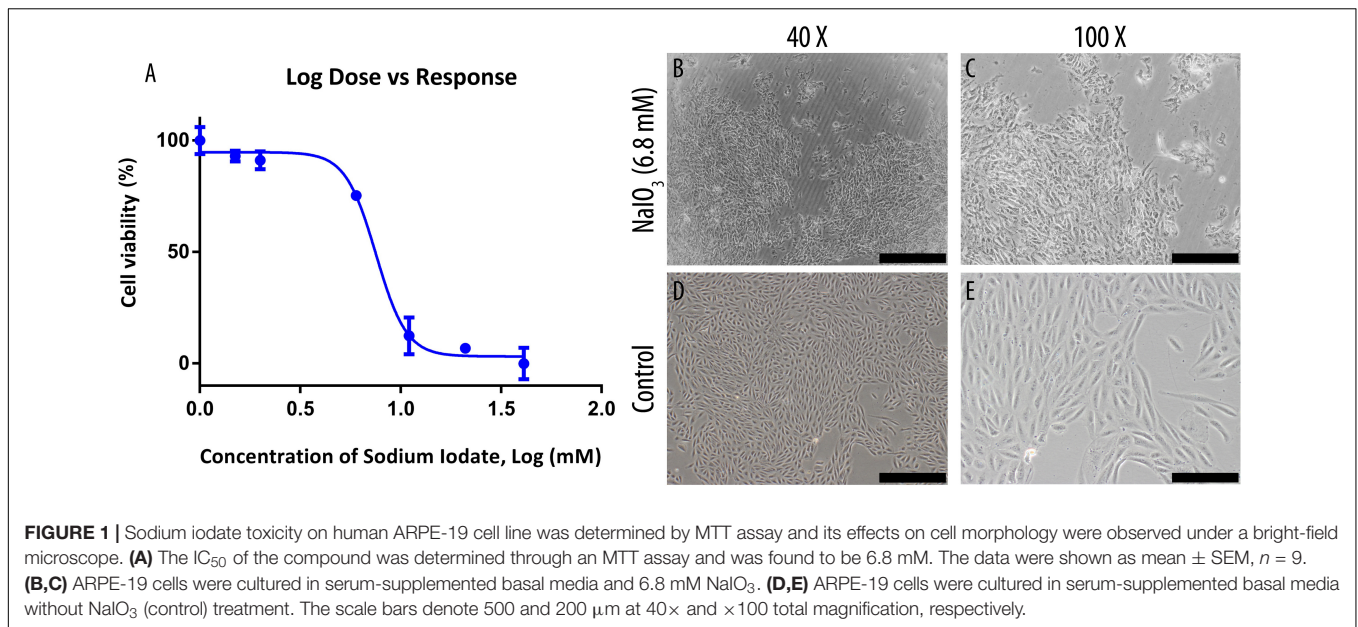 40 X
100 X
A
Log Dose vs Response
B
C
100
50
0
Cell viability (%)
0.0
0.5
1.0
1.5
2.0
Concentration of Sodium Iodate, Log (mM)
NaIO₃ (6.8 mM)
D
E
Control
FIGURE 1 | Sodium iodate toxicity on human ARPE-19 cell line was determined by MTT assay and its effects on cell morphology were observed under a bright-field
microscope. (A) The IC₅₀ of the compound was determined through an MTT assay and was found to be 6.8 mM. The data were shown as mean ± SEM, n = 9.
(B,C) ARPE-19 cells were cultured in serum-supplemented basal media and 6.8 mM NaIO₃. (D,E) ARPE-19 cells were cultured in serum-supplemented basal media
without NaIO₃ (control) treatment. The scale bars denote 500 and 200 μm at 40× and ×100 total magnification, respectively.